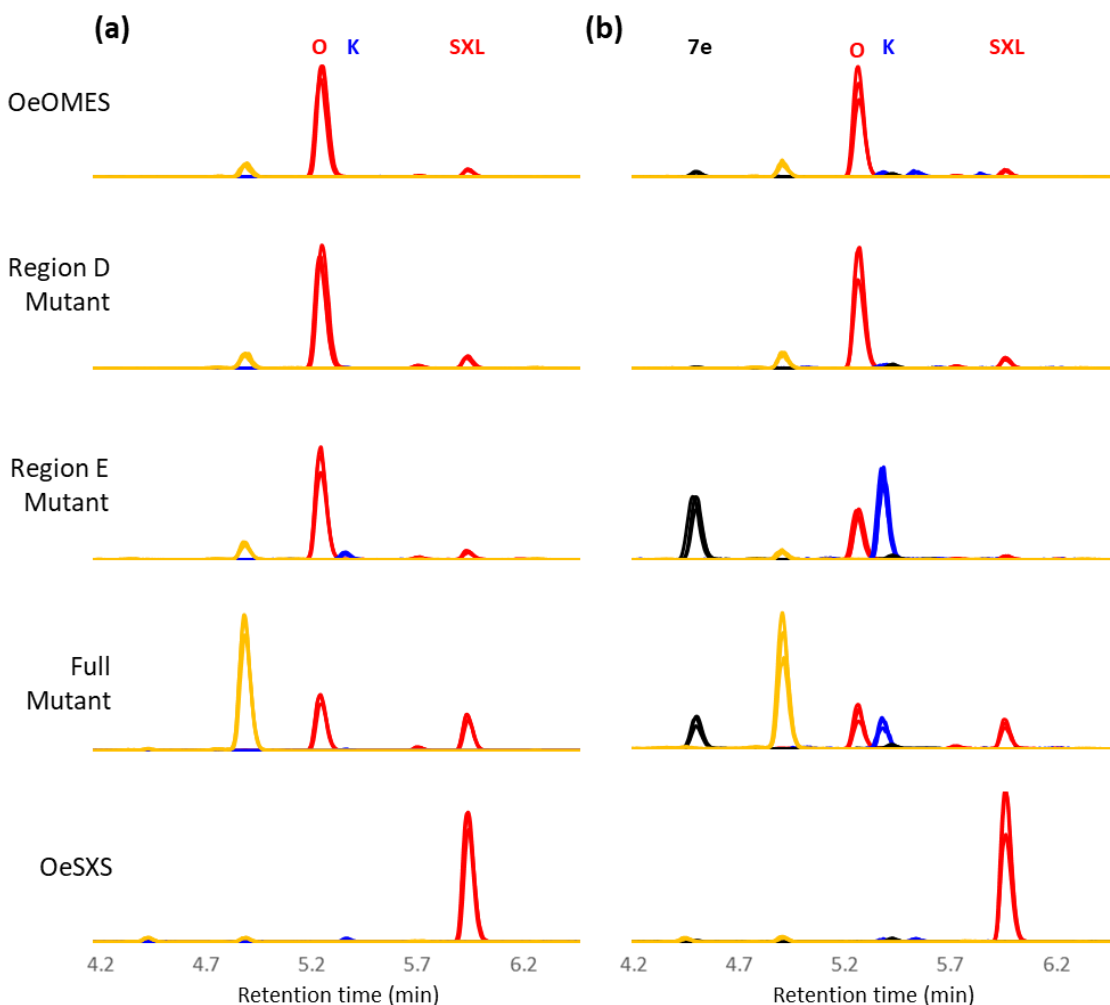 (a)
(b)
O K SXL
7e O K SXL
OeOMES
Region D
Mutant
Region E
Mutant
Full
Mutant
OeSXS
4.2 4.7 5.2 5.7 6.2
4.2 4.7 5.2 5.7 6.2
Retention time (min)
Retention time (min)